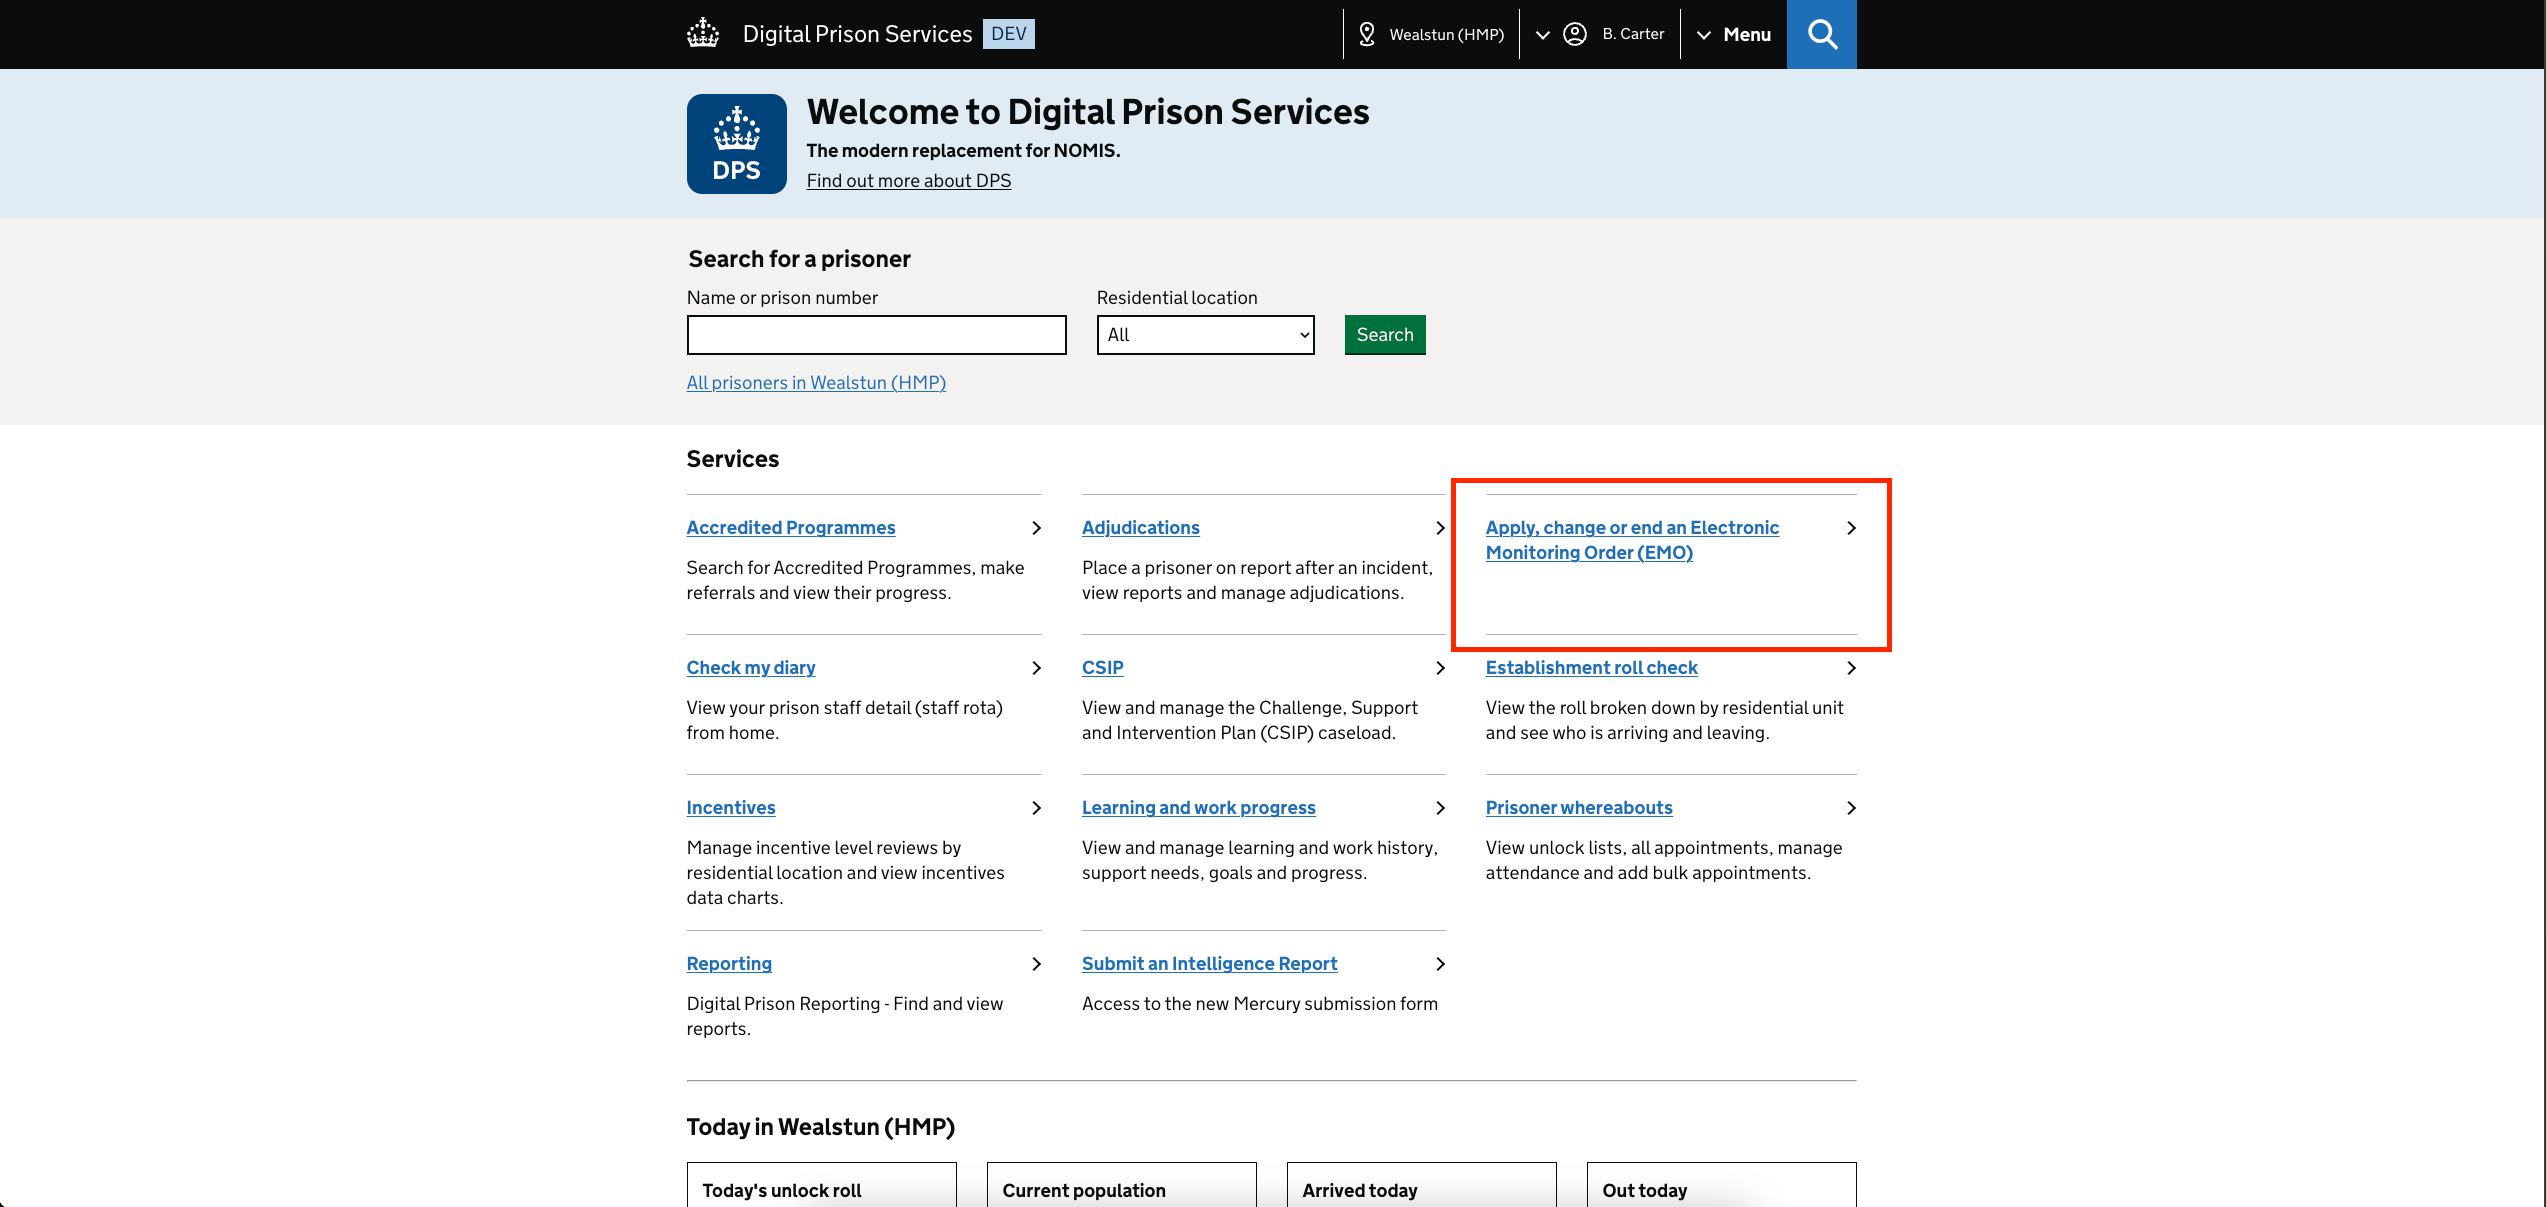 Digital Prison Services DEV
Wealstun (HMP)
B. Carter
Menu
DPS
Welcome to Digital Prison Services
The modern replacement for NOMIS.
Find out more about DPS
Search for a prisoner
Name or prison number
Residential location
All
Search
All prisoners in Wealstun (HMP)
Services
Accredited Programmes
Search for Accredited Programmes, make
referrals and view their progress.
Adjudications
Place a prisoner on report after an incident,
view reports and manage adjudications.
Apply, change or end an Electronic
Monitoring Order (EMO)
Check my diary
View your prison staff detail (staff rota)
from home.
CSIP
View and manage the Challenge, Support
and Intervention Plan (CSIP) caseload.
Establishment roll check
View the roll broken down by residential unit
and see who is arriving and leaving.
Incentives
Manage incentive level reviews by
residential location and view incentives
data charts.
Learning and work progress
View and manage learning and work history,
support needs, goals and progress.
Prisoner whereabouts
View unlock lists, all appointments, manage
attendance and add bulk appointments.
Reporting
Digital Prison Reporting - Find and view
reports.
Submit an Intelligence Report
Access to the new Mercury submission form
Today in Wealstun (HMP)
Today's unlock roll
Current population
Arrived today
Out today